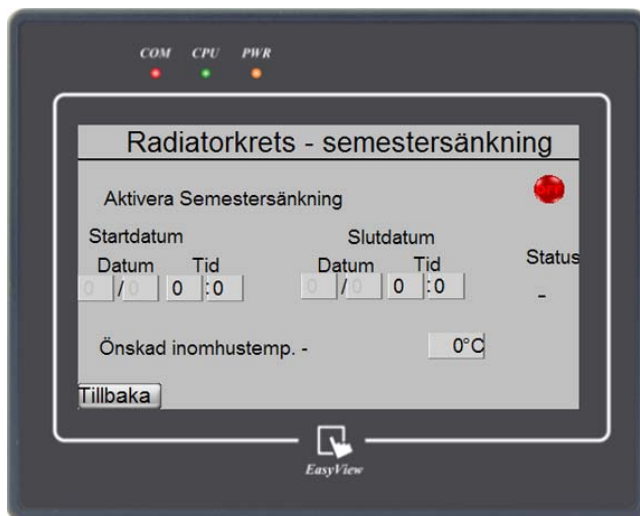 COM CPU PWR
Radiatorkrets - semestersänkning
Aktivera Semestersänkning
Startdatum Slutdatum
Datum Tid Datum Tid Status
0 / 0 0 : 0 0 / 0 0 : 0 -
Önskad inomhustemp. - 0°C
Tillbaka
EasyView